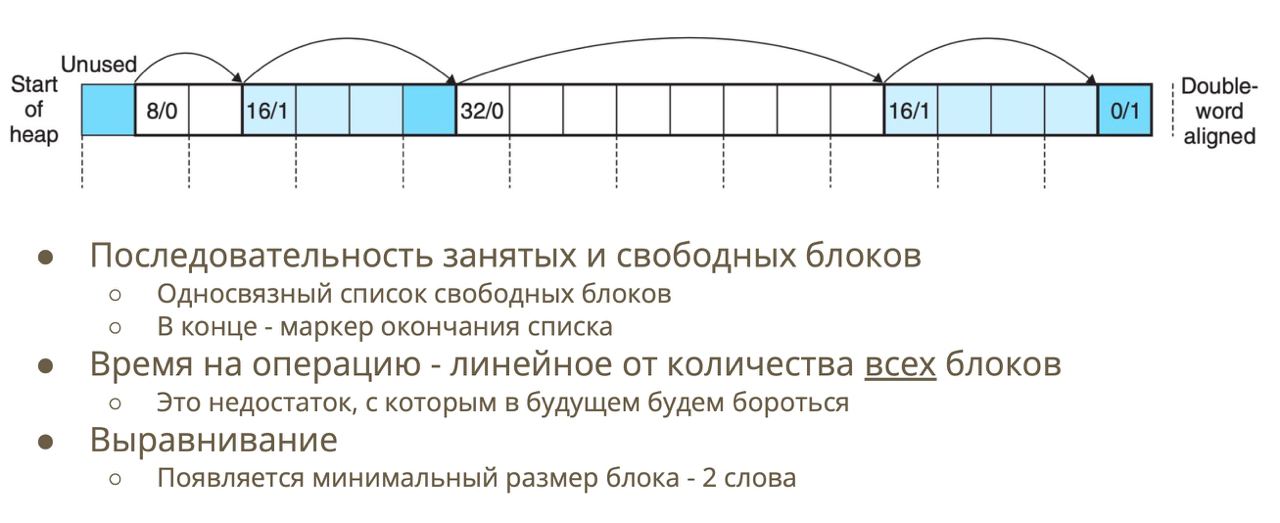 Unused
Start
of
heap
8/0
16/1
32/0
16/1
0/1
Double-
word
aligned
● Последовательность занятых и свободных блоков
○ Односвязный список свободных блоков
○ В конце - маркер окончания списка
● Время на операцию - линейное от количества всех блоков
○ Это недостаток, с которым в будущем будем бороться
● Выравнивание
○ Появляется минимальный размер блока - 2 слова